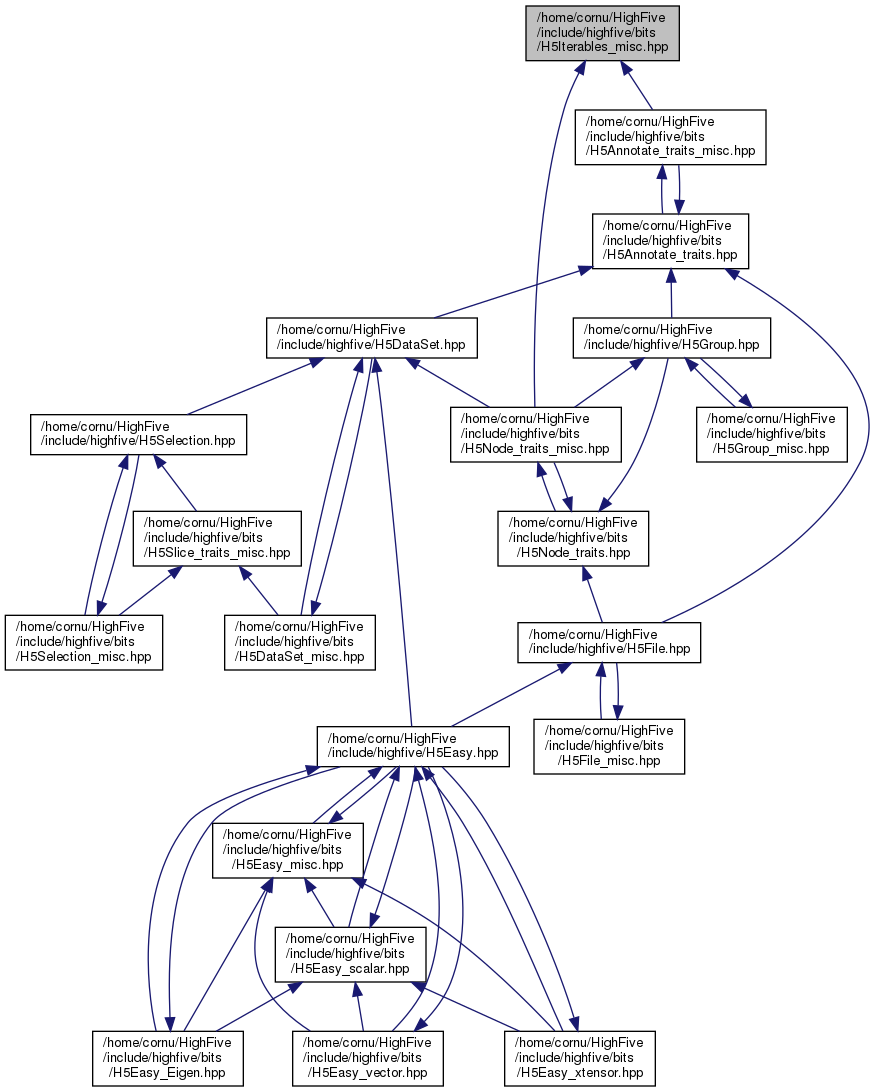 /home/cornu/HighFive
/include/highfive/bits
/H5Iterables_misc.hpp
/home/cornu/HighFive
/include/highfive/bits
/H5Annotate_traits_misc.hpp
/home/cornu/HighFive
/include/highfive/bits
/H5Annotate_traits.hpp
/home/cornu/HighFive
/include/highfive/H5DataSet.hpp
/home/cornu/HighFive
/include/highfive/H5Group.hpp
/home/cornu/HighFive
/include/highfive/H5Selection.hpp
/home/cornu/HighFive
/include/highfive/bits
/H5Node_traits_misc.hpp
/home/cornu/HighFive
/include/highfive/bits
/H5Group_misc.hpp
/home/cornu/HighFive
/include/highfive/bits
/H5Slice_traits_misc.hpp
/home/cornu/HighFive
/include/highfive/bits
/H5Node_traits.hpp
/home/cornu/HighFive
/include/highfive/bits
/H5Selection_misc.hpp
/home/cornu/HighFive
/include/highfive/bits
/H5DataSet_misc.hpp
/home/cornu/HighFive
/include/highfive/H5File.hpp
/home/cornu/HighFive
/include/highfive/H5Easy.hpp
/home/cornu/HighFive
/include/highfive/bits
/H5File_misc.hpp
/home/cornu/HighFive
/include/highfive/bits
/H5Easy_misc.hpp
/home/cornu/HighFive
/include/highfive/bits
/H5Easy_scalar.hpp
/home/cornu/HighFive
/include/highfive/bits
/H5Easy_Eigen.hpp
/home/cornu/HighFive
/include/highfive/bits
/H5Easy_vector.hpp
/home/cornu/HighFive
/include/highfive/bits
/H5Easy_xtensor.hpp